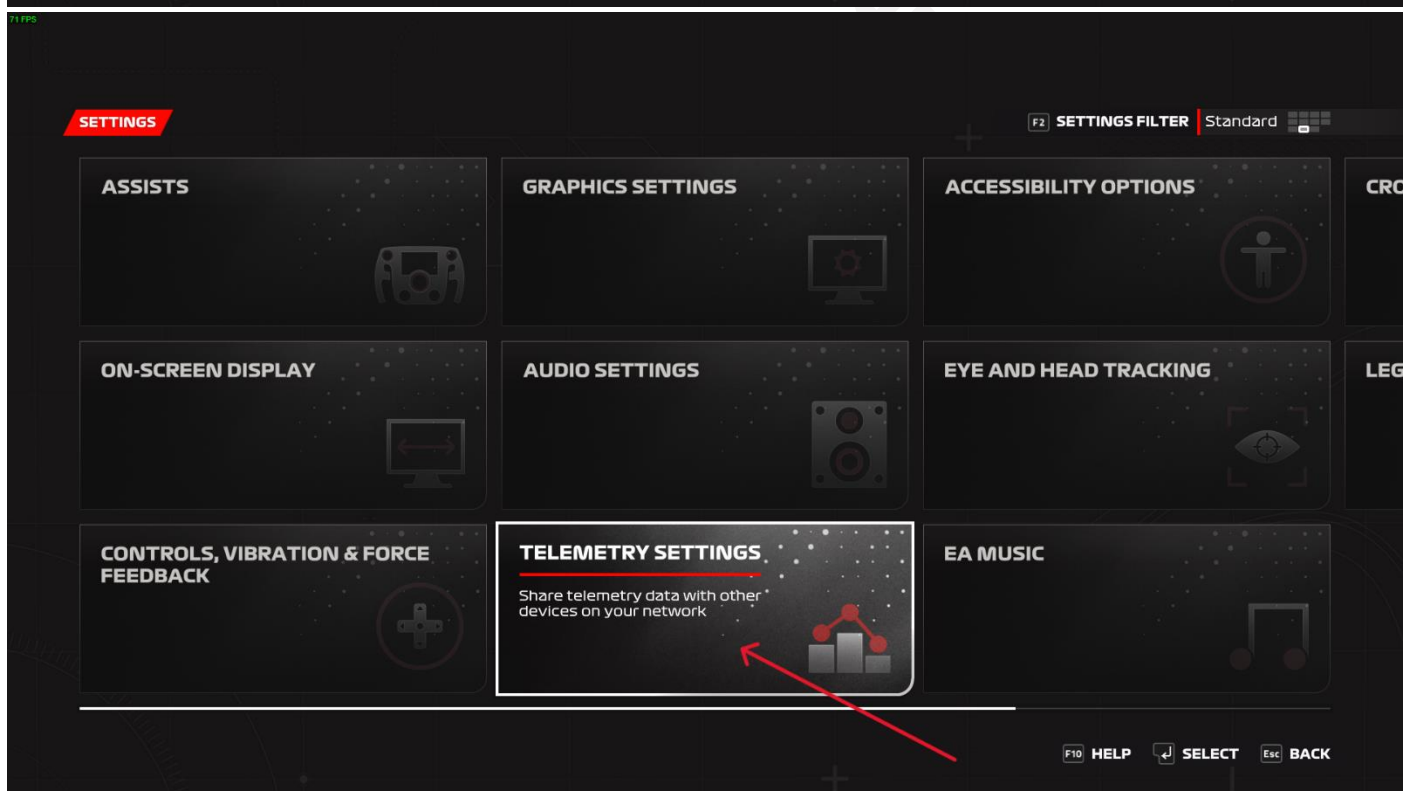 71 FPS
SETTINGS
F2 SETTINGS FILTER Standard
ASSISTS
GRAPHICS SETTINGS
ACCESSIBILITY OPTIONS
CRO
ON-SCREEN DISPLAY
AUDIO SETTINGS
EYE AND HEAD TRACKING
LEG
CONTROLS, VIBRATION & FORCE
FEEDBACK
TELEMETRY SETTINGS
Share telemetry data with other
devices on your network
EA MUSIC
F10 HELP SELECT Esc BACK